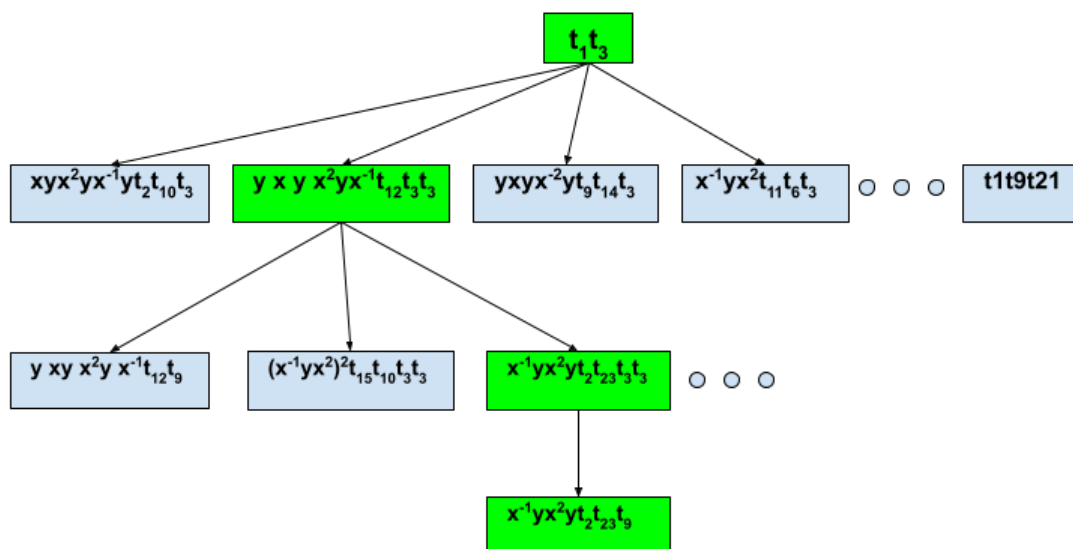 t₁t₃
xyx²yx⁻¹yt₂t₁₀t₃
y x y x²yx⁻¹t₁₂t₃t₃
yxyx⁻²yt₉t₁₄t₃
x⁻¹yx²t₁₁t₆t₃
t1t9t21
y xy x²y x⁻¹t₁₂t₉
(x⁻¹yx²)²t₁₅t₁₀t₃t₃
x⁻¹yx²yt₂t₂₃t₃t₃
x⁻¹yx²yt₂t₂₃t₉